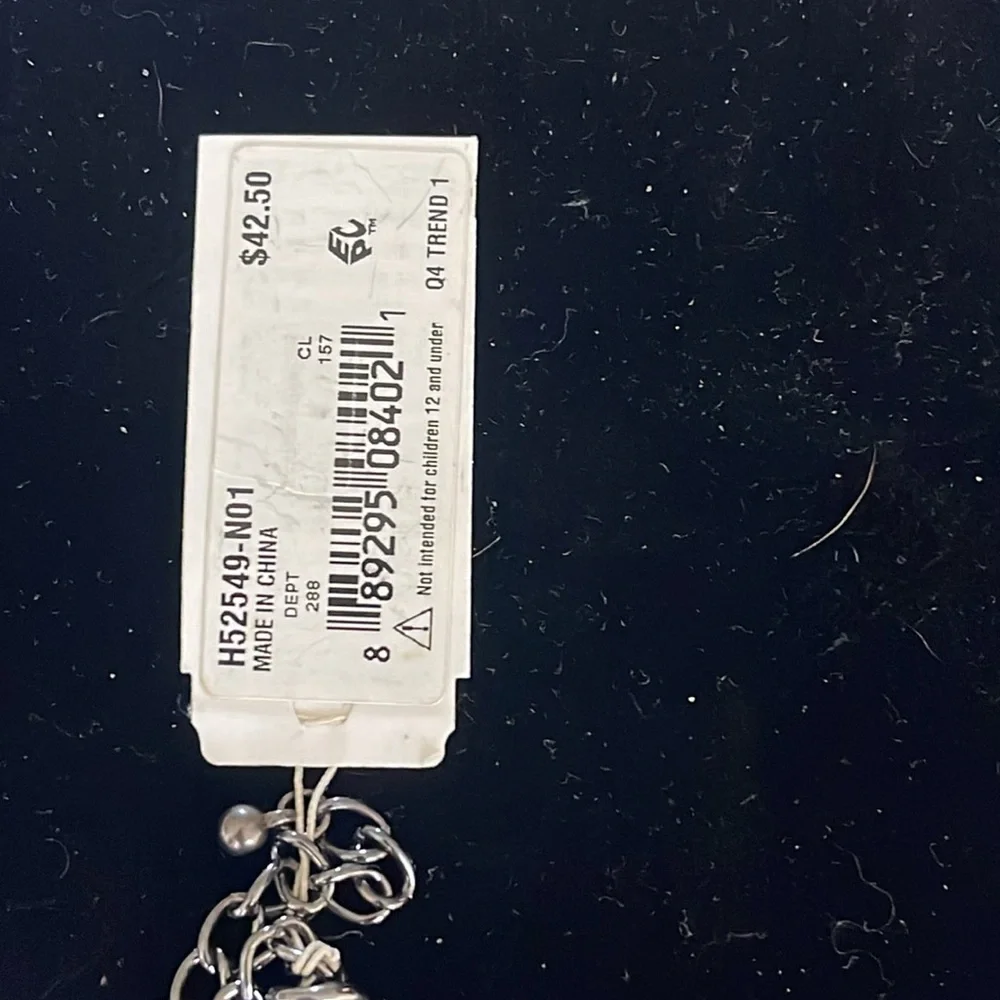 H52549-N01 $42.50
MADE IN CHINA
DEPT CL
288 157
EPC™
8 89295 08402 1
Not intended for children 12 and under Q4 TREND 1